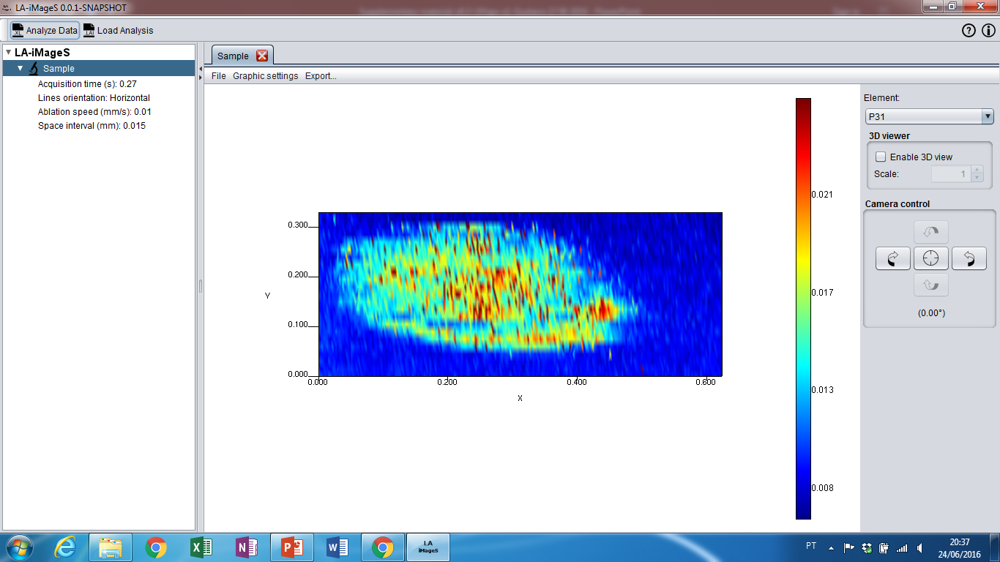 LA-iMageS 0.0.1-SNAPSHOT
Analyze Data
Load Analysis
LA-iMageS
Sample
Acquisition time (s): 0.27
Lines orientation: Horizontal
Ablation speed (mm/s): 0.01
Space interval (mm): 0.015
Sample
File Graphic settings Export...
0.300
0.200
0.100
0.000
Y
0.000 0.200 0.400 0.600
X
0.021
0.017
0.013
0.008
Element:
P31
3D viewer
Enable 3D view
Scale: 1
Camera control
(0.00°)
LA
iMageS
PT
20:37
24/06/2016